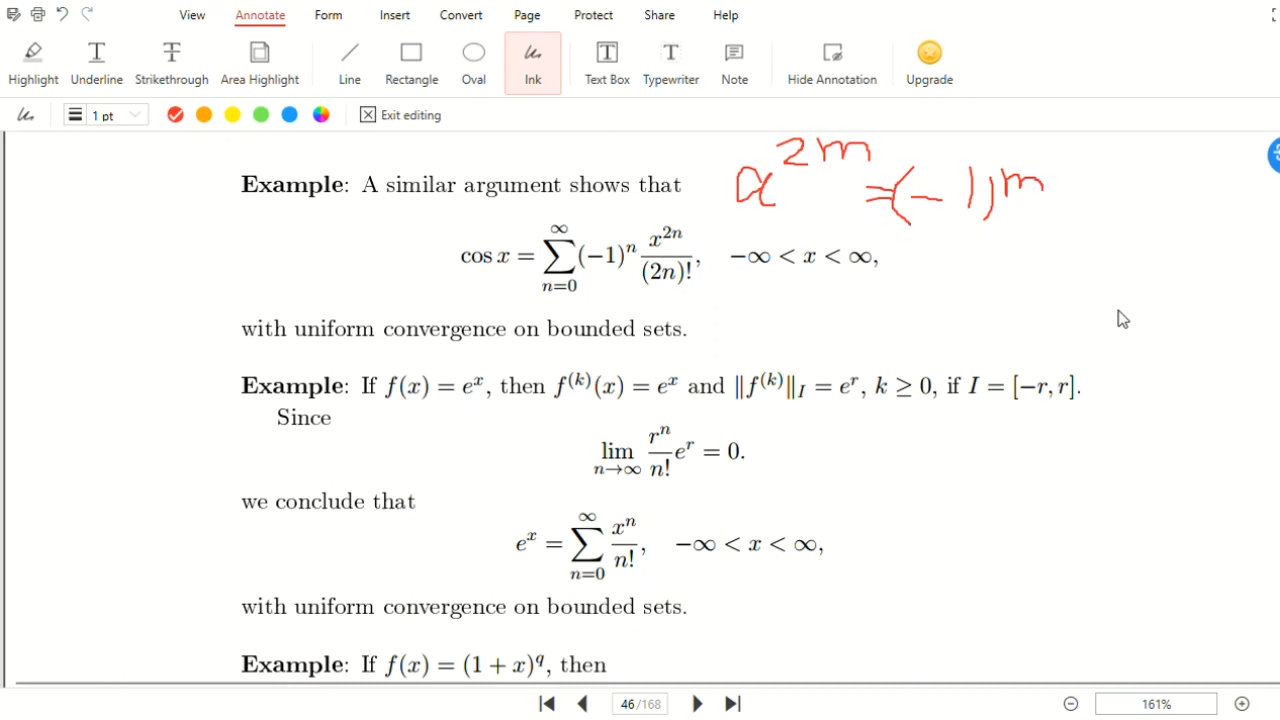 View Annotate Form Insert Convert Page Protect Share Help
Highlight Underline Strikethrough Area Highlight Line Rectangle Oval Ink Text Box Typewriter Note Hide Annotation Upgrade
1 pt Exit editing
2m
x =(-1)m
Example: A similar argument shows that
cos x = ∑_{n=0}^{∞} (−1)^n x^{2n}/(2n)!, −∞ < x < ∞,
with uniform convergence on bounded sets.
Example: If f(x) = e^x, then f^{(k)}(x) = e^x and ‖f^{(k)}‖_I = e^r, k ≥ 0, if I = [−r, r].
Since
lim_{n→∞} r^n/n! e^r = 0.
we conclude that
e^x = ∑_{n=0}^{∞} x^n/n!, −∞ < x < ∞,
with uniform convergence on bounded sets.
Example: If f(x) = (1 + x)^q, then
46 /168 161%